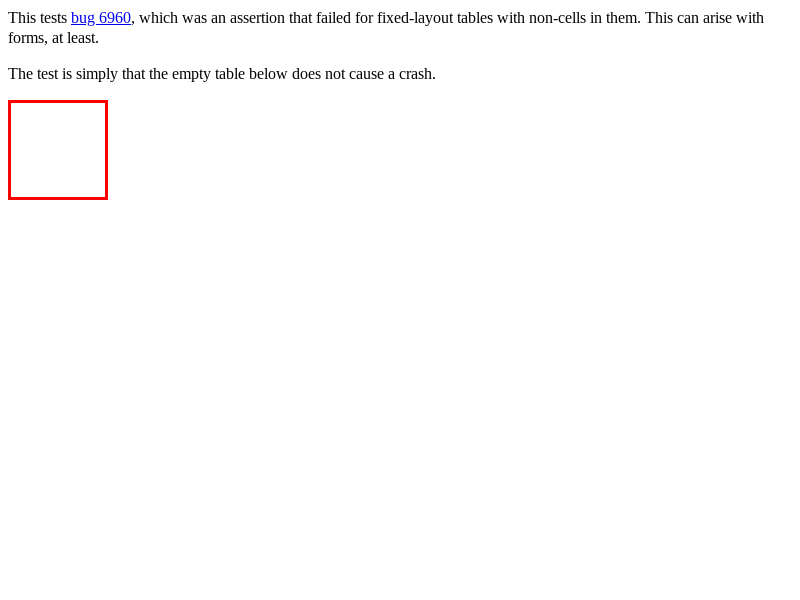 This tests bug 6960, which was an assertion that failed for fixed-layout tables with non-cells in them. This can arise with
forms, at least.
The test is simply that the empty table below does not cause a crash.